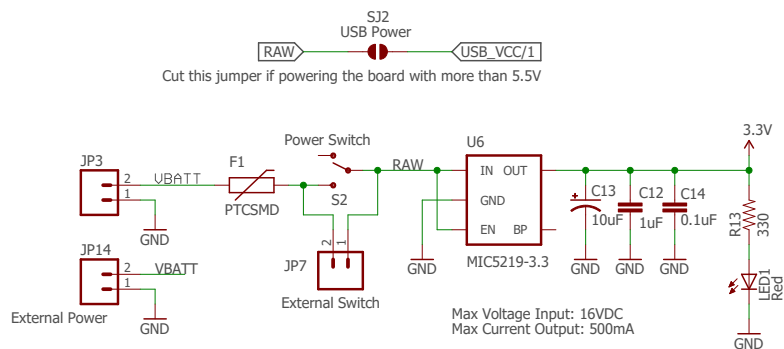 SJ2
USB Power
RAW
USB_VCC/1
Cut this jumper if powering the board with more than 5.5V
3.3V
JP3
F1
Power Switch
RAW
U6
2
VBATT
IN
OUT
1
C13
C12
C14
PTCSMD
S2
GND
10uF
1uF
0.1uF
R13
330
GND
EN
BP
JP14
2
1
2
VBATT
JP7
GND
MIC5219-3.3
GND
GND
GND
1
External Switch
LED1
Red
External Power
GND
Max Voltage Input: 16VDC
Max Current Output: 500mA
GND